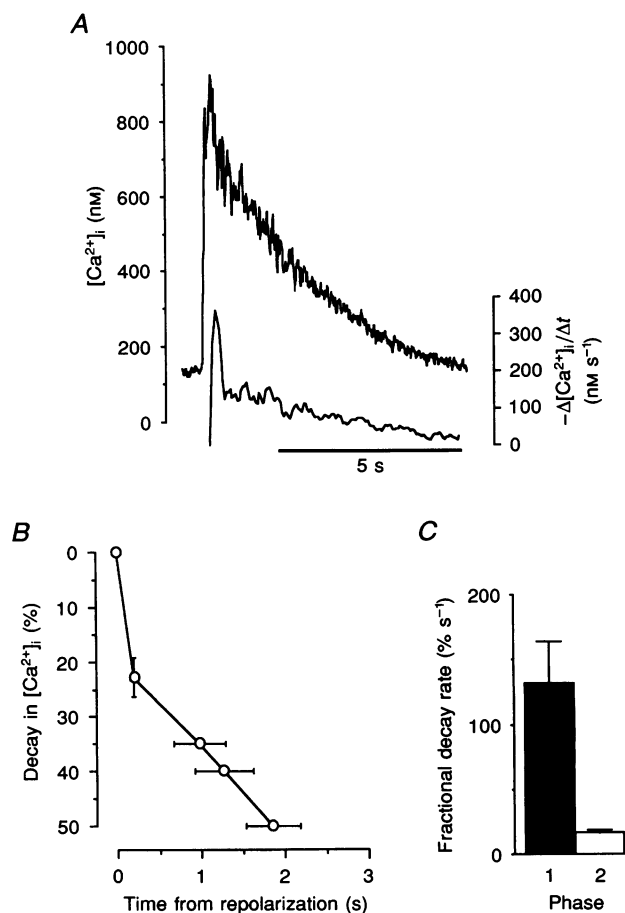 A
1000
800
600
400
200
0
[Ca²⁺]ᵢ (nM)
400
300
200
100
0
−Δ[Ca²⁺]ᵢ/Δt
(nM s⁻¹)
5 s
B
0
10
20
30
40
50
Decay in [Ca²⁺]ᵢ (%)
0 1 2 3
Time from repolarization (s)
C
200
100
0
Fractional decay rate (% s⁻¹)
1 2
Phase